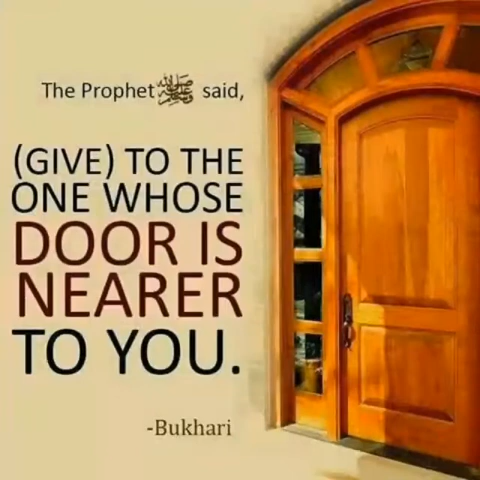 The Prophet ﷺ said,
(GIVE) TO THE
ONE WHOSE
DOOR IS
NEARER
TO YOU.
-Bukhari